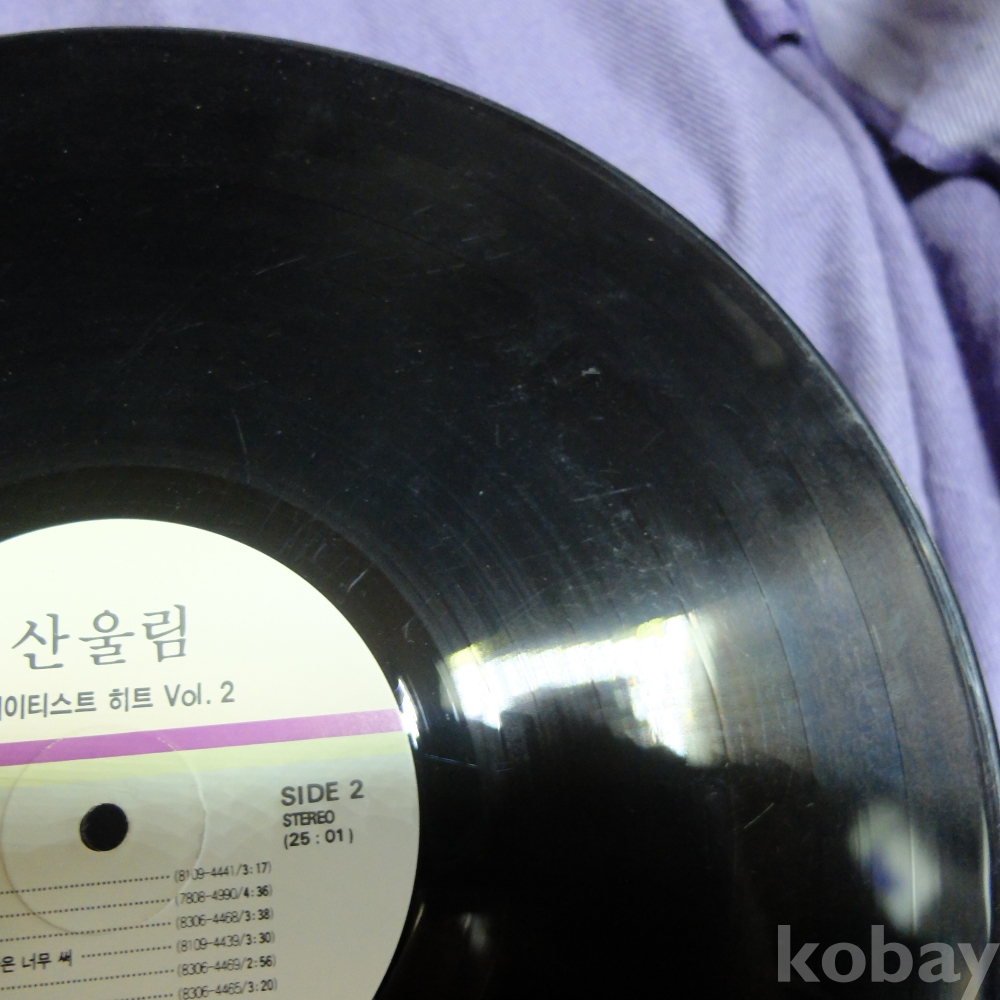 산울림
이티스트 히트 Vol. 2
SIDE 2
STEREO
(25 : 01)
(8109-4441/3:17)
(7808-4990/4:36)
(8306-4468/3:38)
은 너무 써 (8109-4439/3:30)
(8306-4469/2:56)
(8306-4465/3:20)
kobay